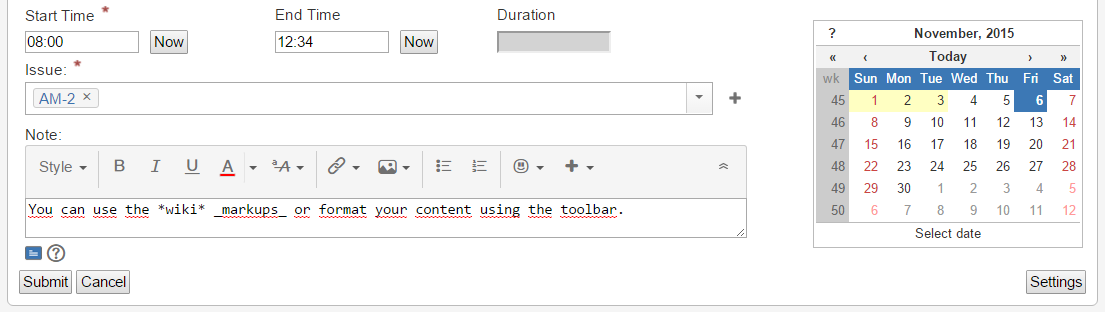 Start Time *
08:00 Now
End Time
12:34 Now
Duration
Issue: *
AM-2 ×
Note:
Style B I U A ªA
You can use the *wiki* _markups_ or format your content using the toolbar.
?
Submit Cancel
Settings
? November, 2015
« ‹ Today › »
wk Sun Mon Tue Wed Thu Fri Sat
45 1 2 3 4 5 6 7
46 8 9 10 11 12 13 14
47 15 16 17 18 19 20 21
48 22 23 24 25 26 27 28
49 29 30 1 2 3 4 5
50 6 7 8 9 10 11 12
Select date